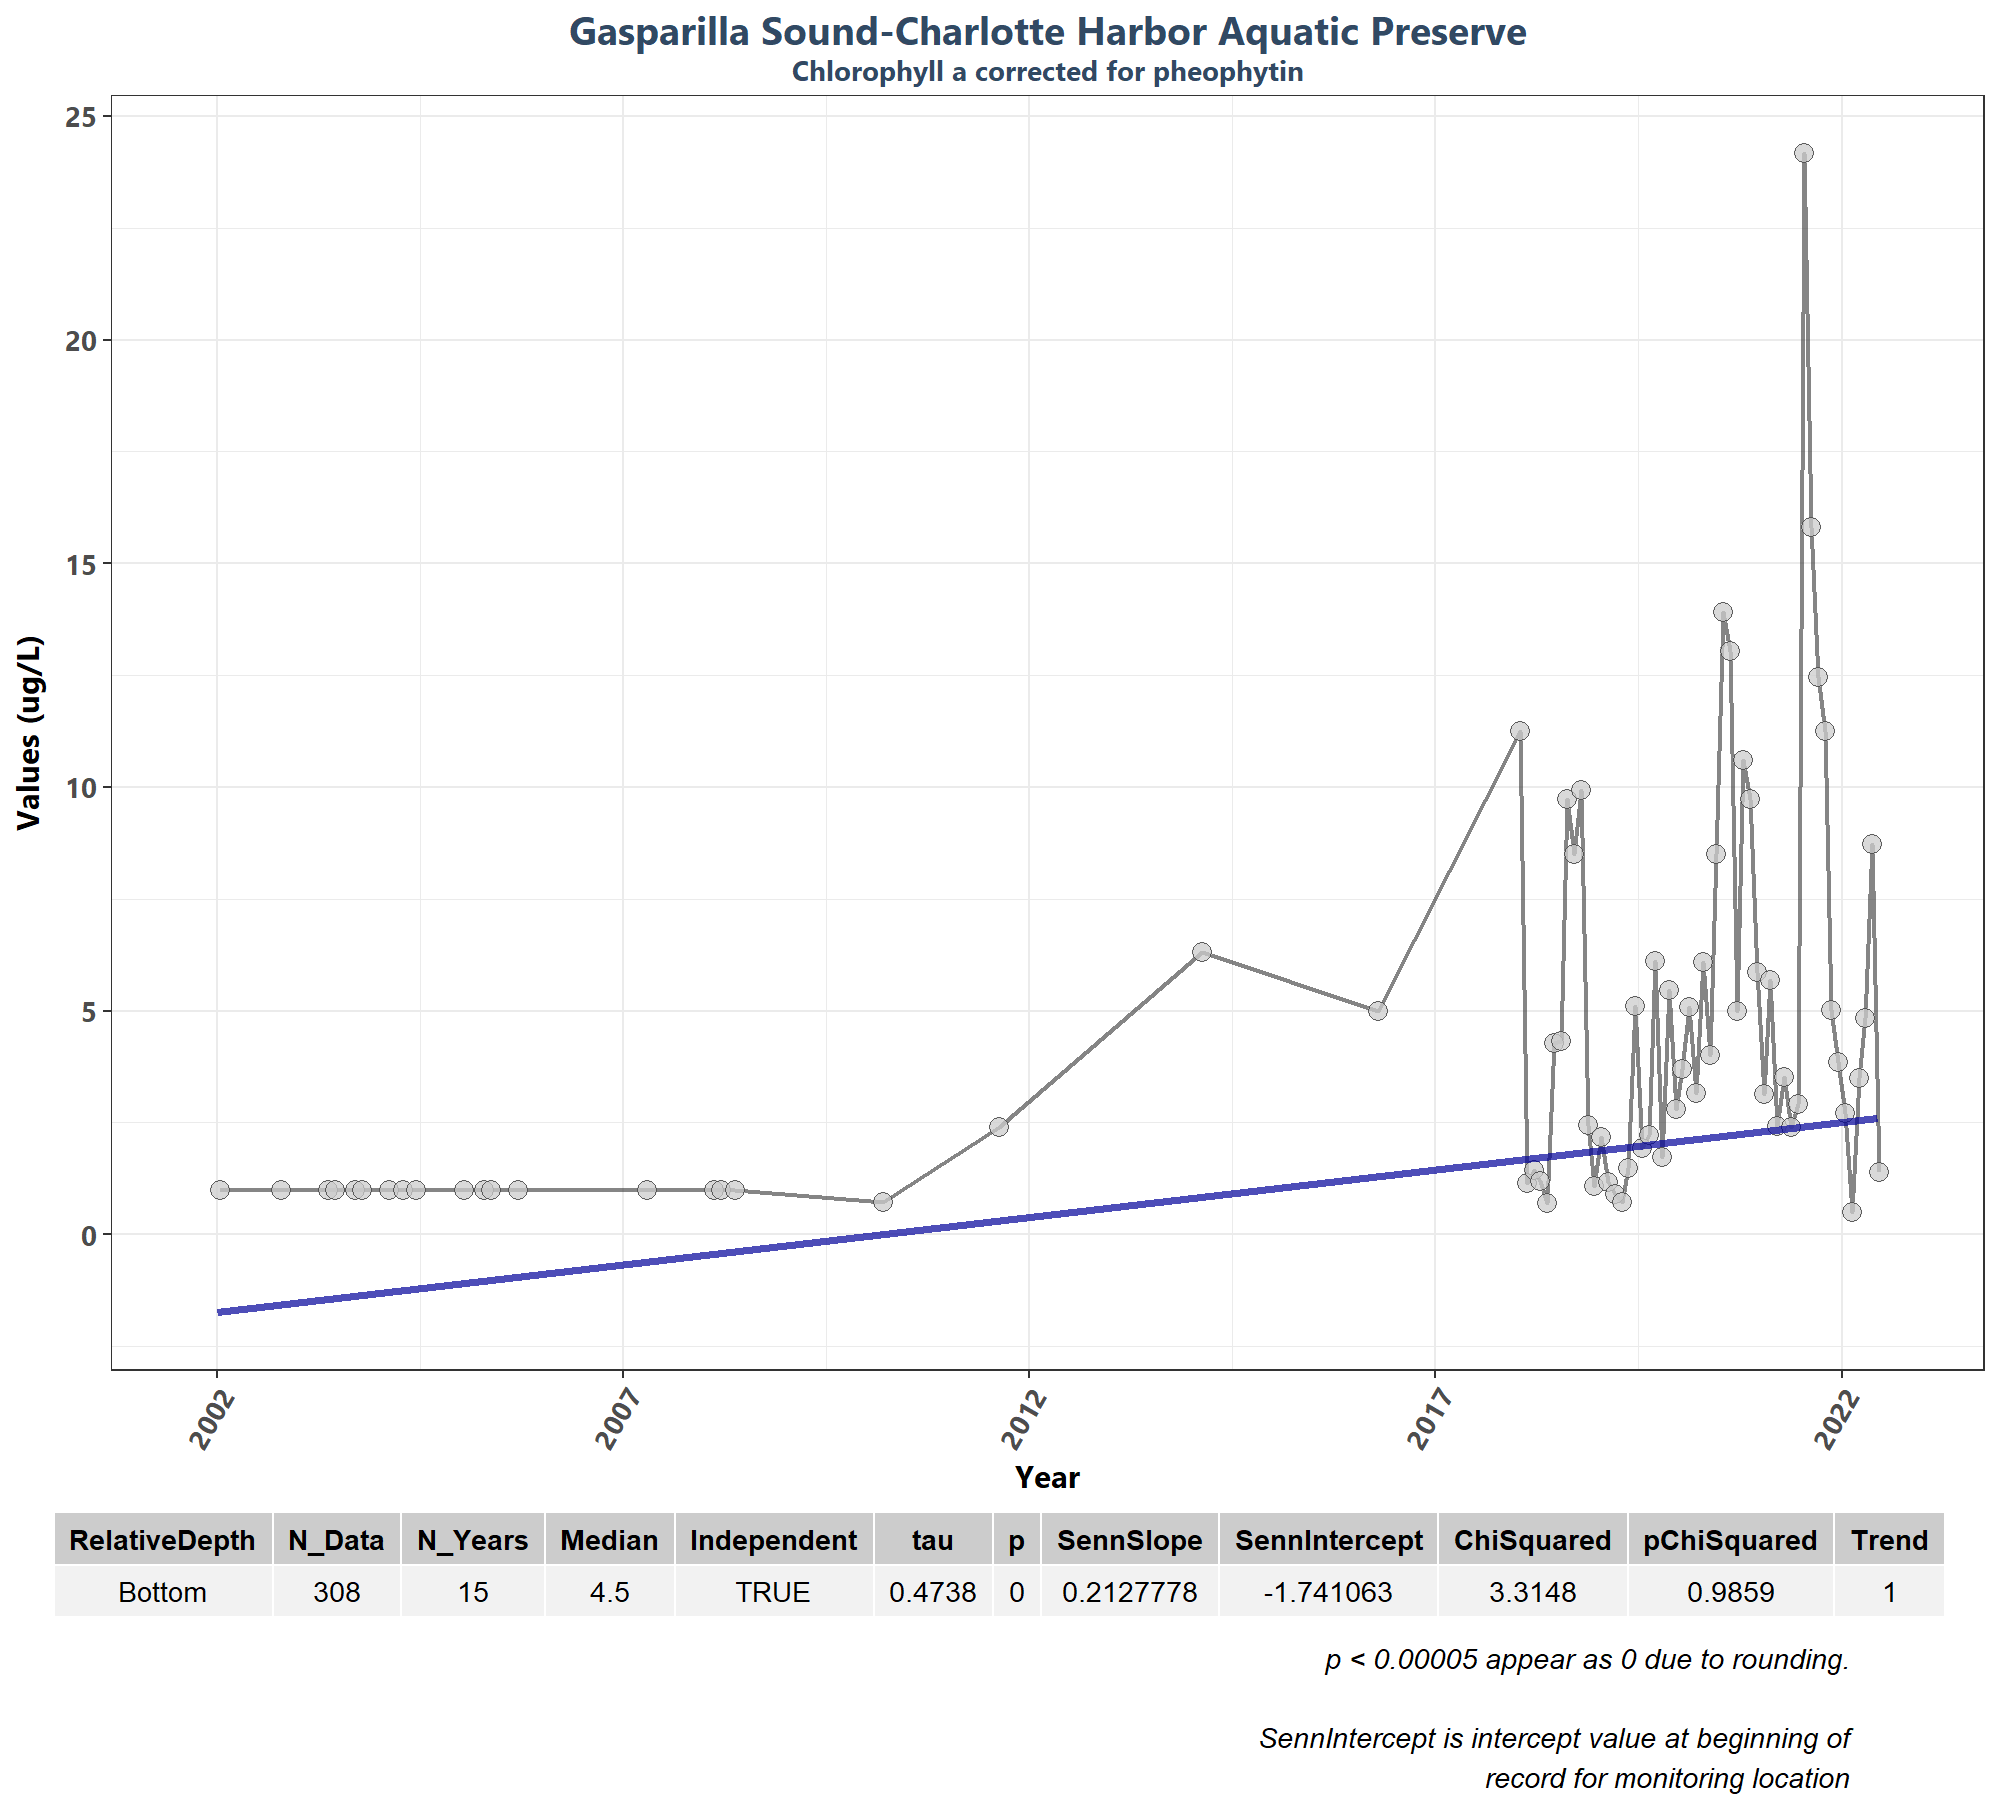 Gasparilla Sound-Charlotte Harbor Aquatic Preserve
Chlorophyll a corrected for pheophytin
25
20
15
10
5
0
Values (ug/L)
2002 2007 2012 2017 2022
Year
RelativeDepth N_Data N_Years Median Independent tau p SennSlope SennIntercept ChiSquared pChiSquared Trend
Bottom 308 15 4.5 TRUE 0.4738 0 0.2127778 -1.741063 3.3148 0.9859 1
p < 0.00005 appear as 0 due to rounding.
SennIntercept is intercept value at beginning of
record for monitoring location